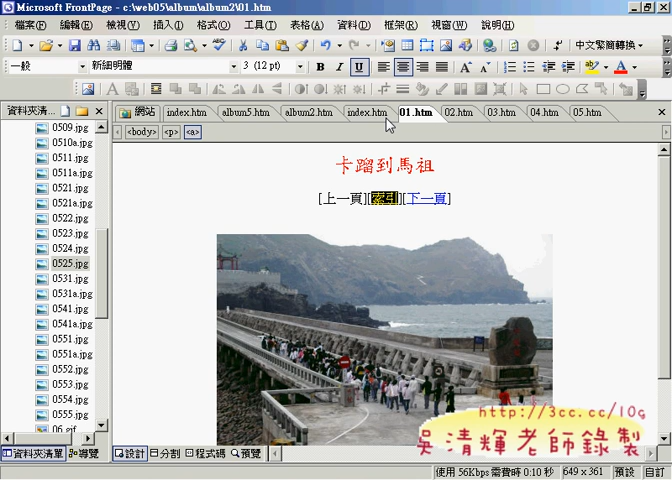 Microsoft FrontPage - c:\web05\album\album2\01.htm
檔案(F) 編輯(E) 檢視(V) 插入(I) 格式(O) 工具(T) 表格(A) 資料(D) 框架(R) 視窗(W) 說明(H)
中文繁簡轉換
一般 新細明體 3 (12 pt) B I U
資料夾清... 網站 index.htm album5.htm album2.htm index.htm 01.htm 02.htm 03.htm 04.htm 05.htm
<body> <p> <a>
0509.jpg
0510a.jpg
0511.jpg
0511a.jpg
0521.jpg
0521a.jpg
0522.jpg
0523.jpg
0524.jpg
0525.jpg
0531.jpg
0531a.jpg
0541.jpg
0541a.jpg
0551.jpg
0551a.jpg
0552.jpg
0553.jpg
0554.jpg
0555.jpg
06.gif
卡蹓到馬祖
[上一頁][索引][下一頁]
http://3cc.cc/10g
吳清輝老師錄製
資料夾清單 導覽 設計 分割 程式碼 預覽
使用 56Kbps 需費時 0:10 秒 649 x 361 預設 自訂